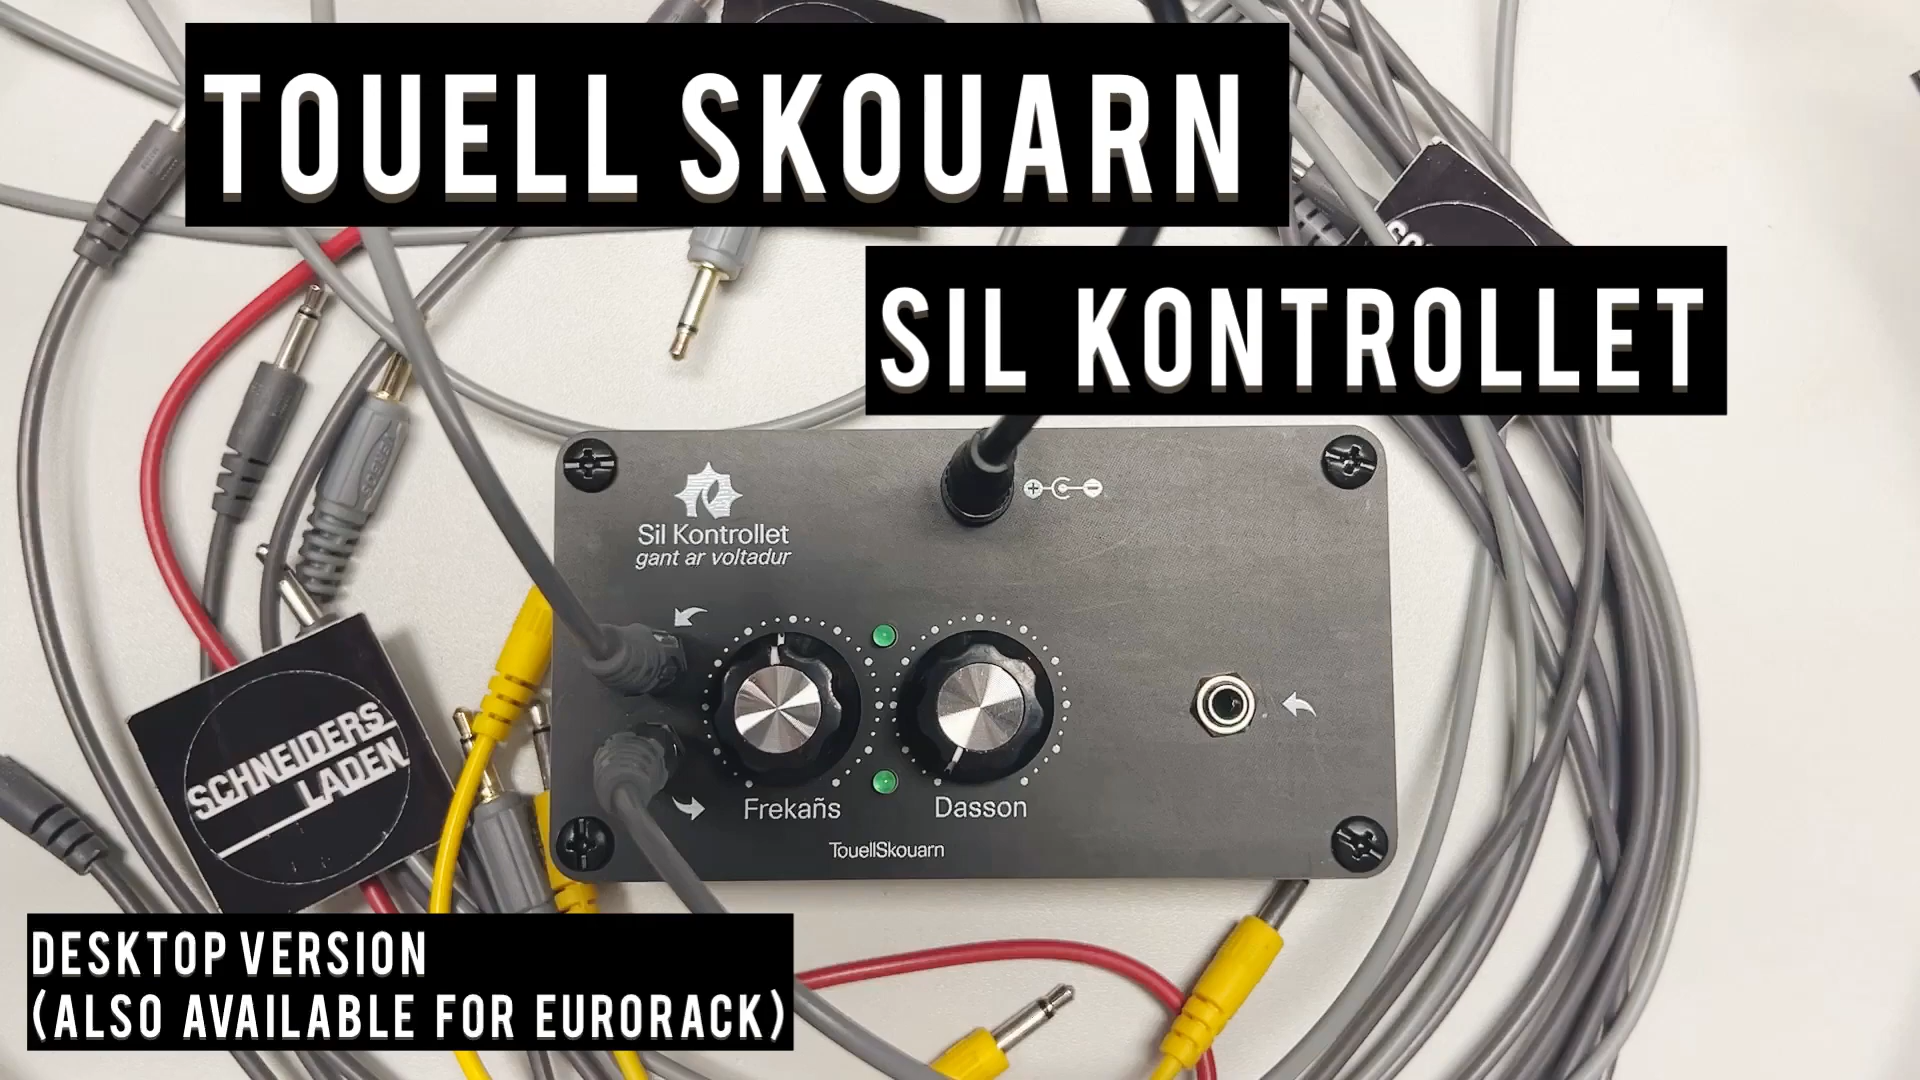 TOUELL SKOUARN
SIL KONTROLLET
Sil Kontrollet
gant ar voltadur
Frekañs
Dasson
TouellSkouarn
SCHNEIDERS
LADEN
DESKTOP VERSION
(ALSO AVAILABLE FOR EURORACK)